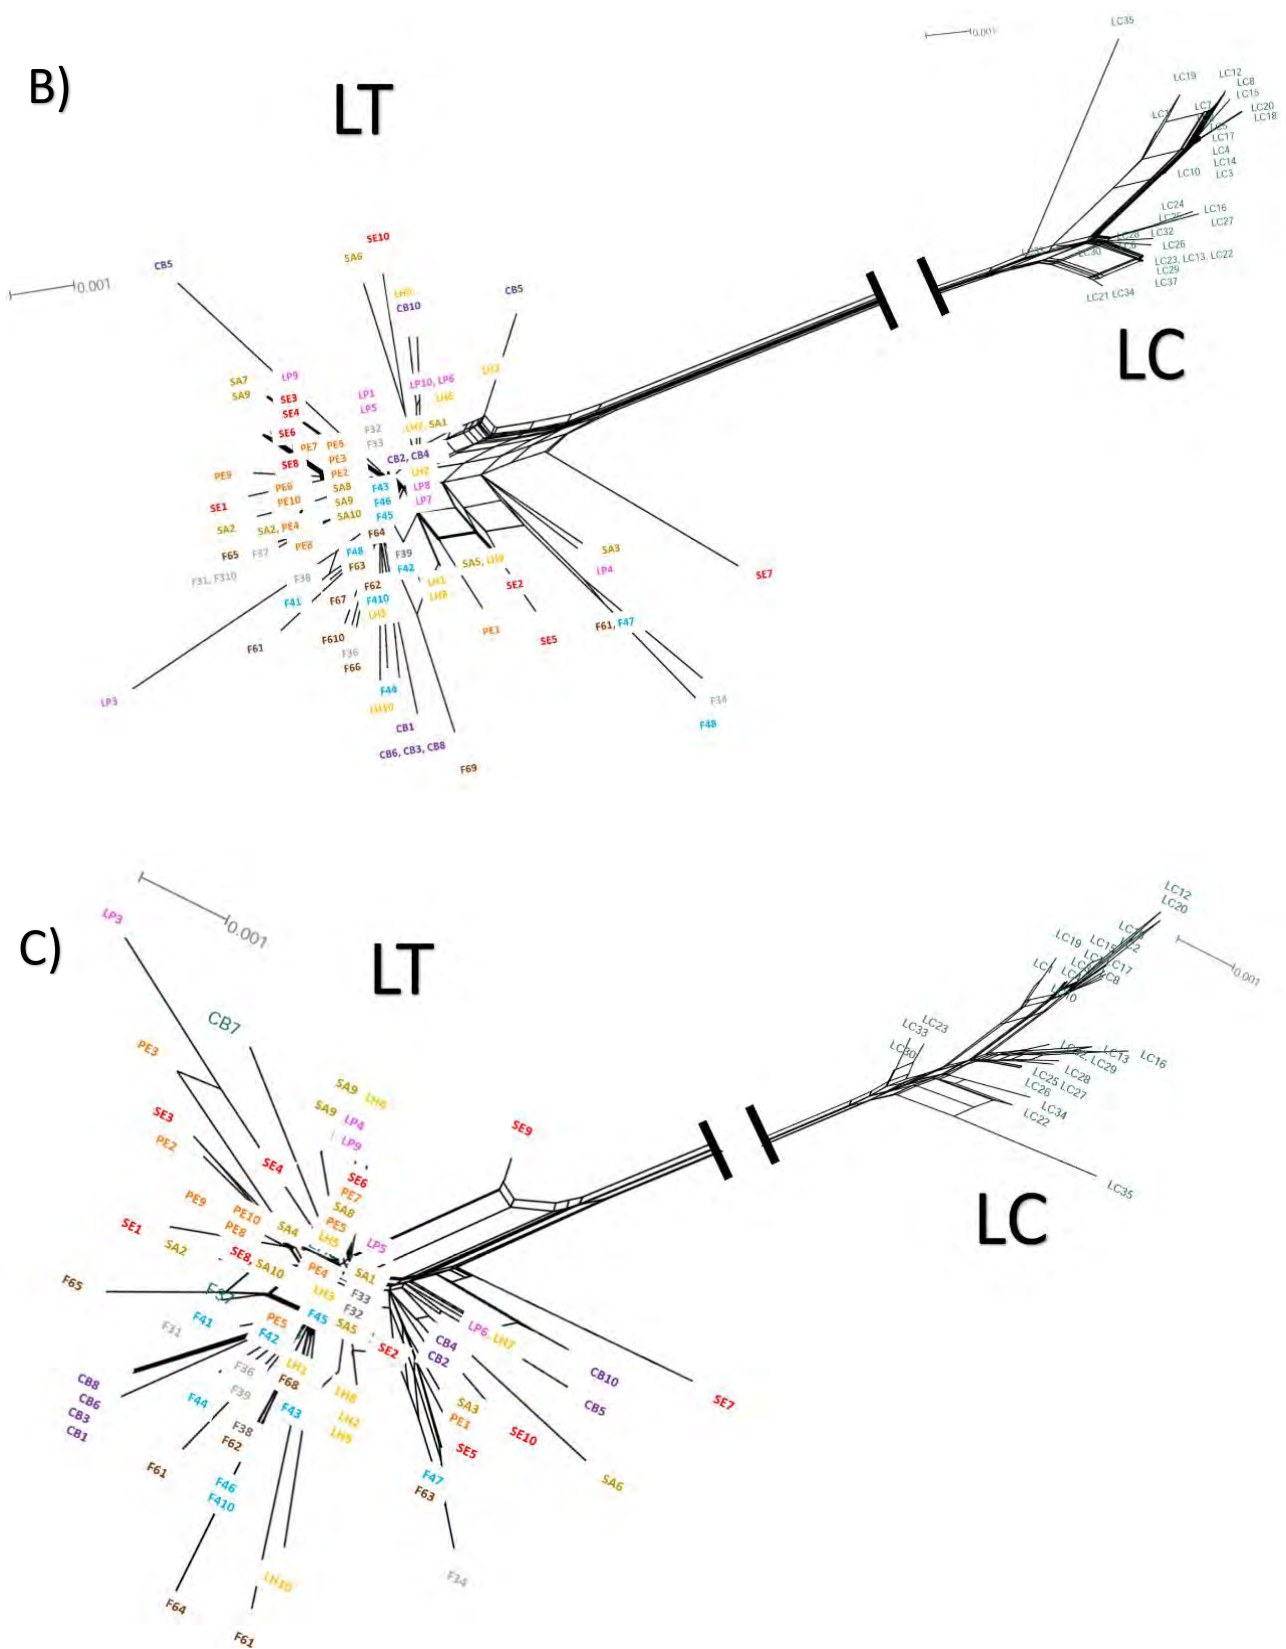 LC35
0.001
B)
LT
LC19
LC12
LC8
LC15
LC7
LC20
LC18
LC17
LC4
LC14
LC10
LC3
LC24
LC16
LC27
SE10
LC28
LC32
SA6
LC30
LC26
CB5
LC23, LC13, LC22
LC29
LC37
0.001
CB10
CB5
LC21 LC34
LC
LH3
SA7
LP9
LP10, LP6
SA9
SE3
LP1
LH6
SE4
LP5
SE6
F32
LH7, SA1
PE7
PE5
F33
SE8
PE3
CB2, CB4
PE9
PE2
LH2
PE6
SA8
F43
LP8
SE1
PE10
SA9
F46
LP7
SA10
F45
SA2
SA2, PE4
F64
F65
F37
PE8
F48
F39
SA3
F31, F310
F63
F42
SA5, LH9
F38
LH1
SE2
LP4
SE7
F41
F67
F62
F410
LH8
LH5
F61, F47
F61
F610
PE1
SE5
F36
F66
LP3
F44
F34
LH10
F48
CB1
CB6, CB3, CB8
F69
LC12
LC20
0.001
LP3
C)
LT
LC19
LC17
LC8
0.001
LC10
CB7
LC23
LC33
PE3
LC30
LC13
LC16
LC29
SA9 LH4
LC28
LC25 LC27
SE3
SA9 LP4
LC26
LC34
PE2
LP9
SE9
LC22
SE4
SE6
PE7
LC35
PE9
SA8
LC
PE10
PE5
SE1
PE8
SA4
LH5
LP5
SA2
SE8, SA10
PE4
SA1
F65
F37
LH3
F33
F32
F41
PE5
F45
SA5
LP6, LH7
F31
F42
SE2
CB4
CB2
LH1
CB10
CB8
F36
F68
SE7
CB6
F44
F39
LH8
SA3
CB5
CB3
F43
LH2
PE1
CB1
F38
LH9
SE10
F62
SE5
F61
F47
SA6
F46
F63
F410
LH10
F34
F64
F61